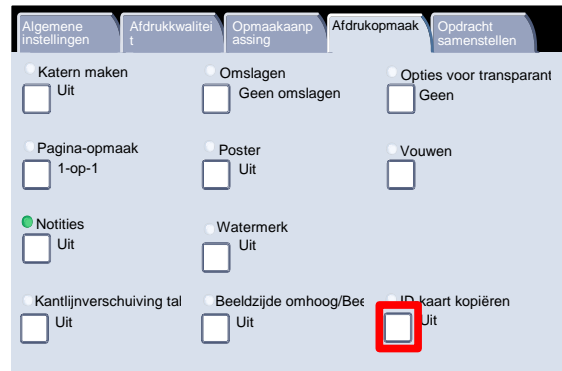 Algemene
instellingen
Afdrukkwalitei
t
Opmaakaanp
assing
Afdrukopmaak
Opdracht
samenstellen
Katern maken
Uit
Omslagen
Geen omslagen
Opties voor transparant
Geen
Pagina-opmaak
1-op-1
Poster
Uit
Vouwen
Notities
Uit
Watermerk
Uit
Kantlijnverschuiving tal
Uit
Beeldzijde omhoog/Bee
Uit
ID-kaart kopiëren
Uit